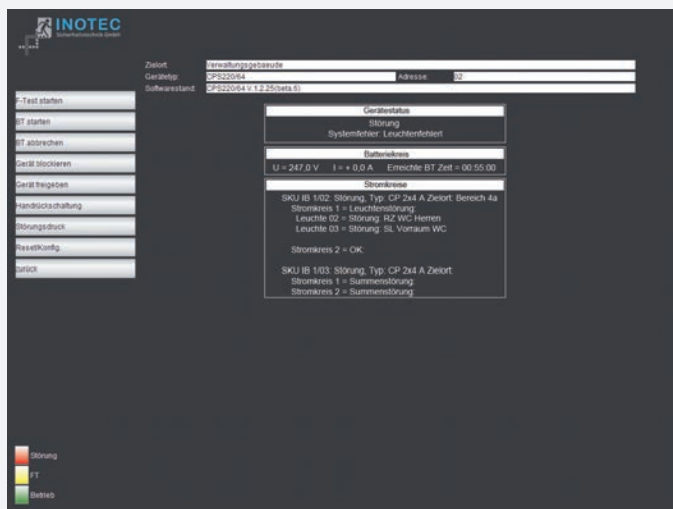 INOTEC
Sicherheitstechnik GmbH
Zielort: Verwaltungsgebaeude
Gerätetyp: CPS220/64 Adresse: 02
Softwarestand: CPS220/64 V.1.2.25(beta.5)
F-Test starten
BT starten
BT abbrechen
Gerät blockieren
Gerät freigeben
Handrückschaltung
Störungsdruck
Reset/Konfig.
zurück
Gerätestatus
Störung
Systemfehler: Leuchtenfehler!
Batteriekreis
U = 247,0 V I = + 0,0 A Erreichte BT Zeit = 00:55:00
Stromkreise
SKU IB 1/02: Störung, Typ: CP 2x4 A Zielort: Bereich 4a
Stromkreis 1 = Leuchtenstörung:
Leuchte 02 = Störung: RZ WC Herren
Leuchte 03 = Störung: SL Vorraum WC
Stromkreis 2 = OK:
SKU IB 1/03: Störung, Typ: CP 2x4 A Zielort:
Stromkreis 1 = Summenstörung:
Stromkreis 2 = Summenstörung:
Störung
FT
Betrieb